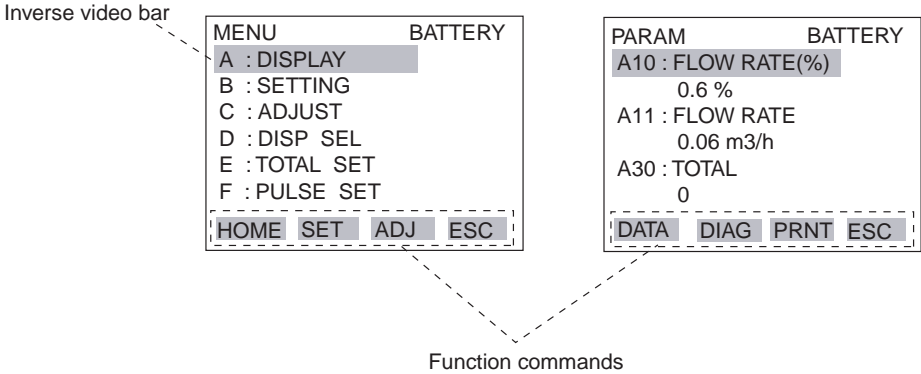 Inverse video bar
MENU BATTERY
A : DISPLAY
B : SETTING
C : ADJUST
D : DISP SEL
E : TOTAL SET
F : PULSE SET
HOME SET ADJ ESC
PARAM BATTERY
A10 : FLOW RATE(%)
0.6 %
A11 : FLOW RATE
0.06 m3/h
A30 : TOTAL
0
DATA DIAG PRNT ESC
Function commands